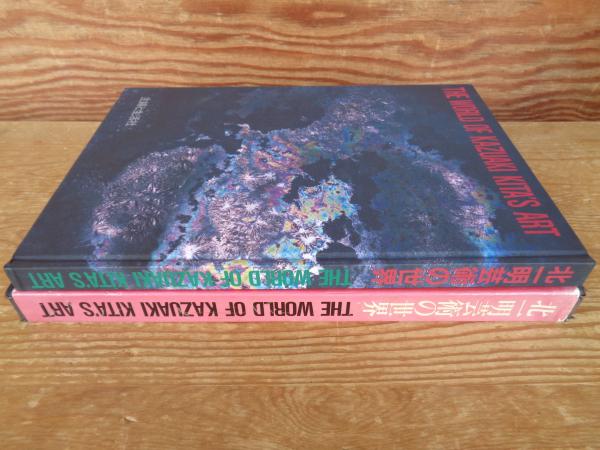 THE WORLD OF KAZUAKI KITA'S ART
北一明芸術の世界 THE WORLD OF KAZUAKI KITA'S ART
北一明芸術の世界 THE WORLD OF KAZUAKI KITA'S ART